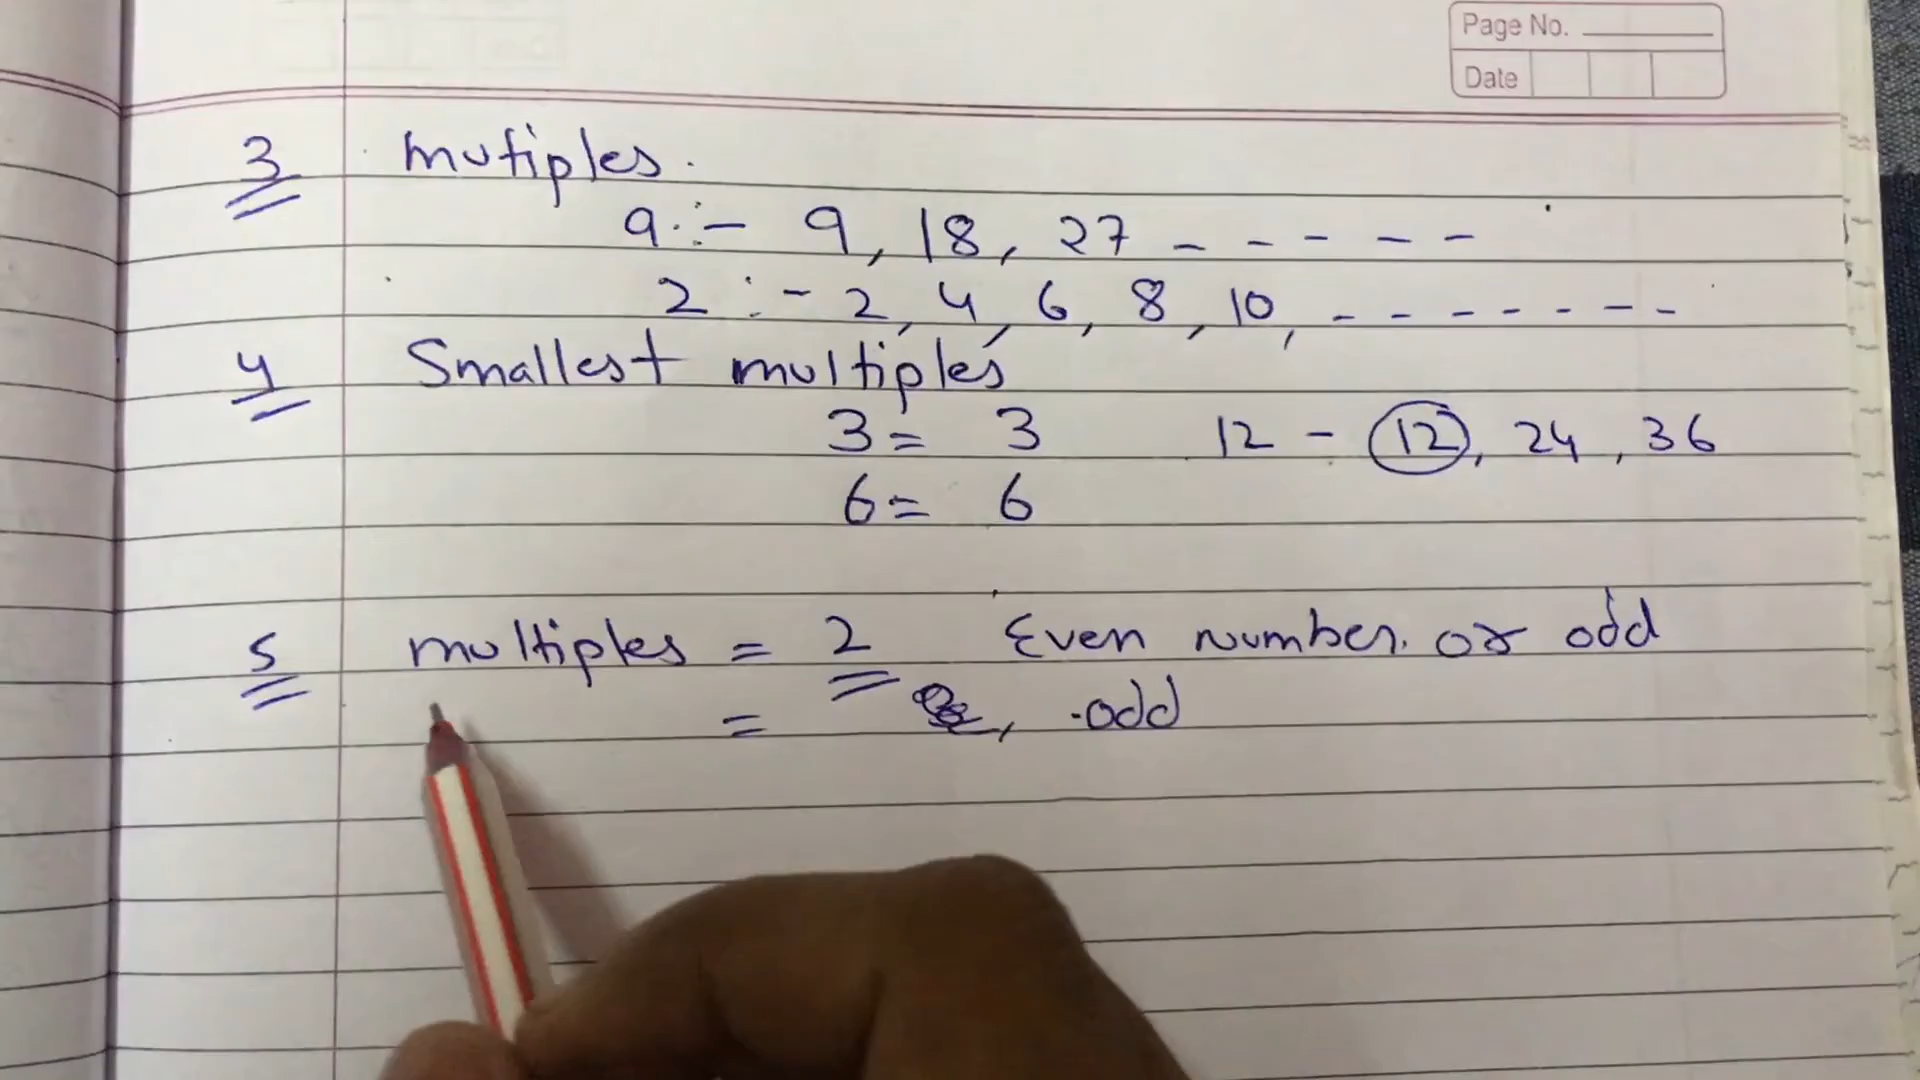 Page No.
Date
3 mutiples.
9 :- 9, 18, 27 - - - - -
2 :- 2, 4, 6, 8, 10, - - - - - - -
4 Smallest multiples
3 = 3 12 - 12, 24, 36
6 = 6
5 multiples = 2 Even number. or odd
= , odd